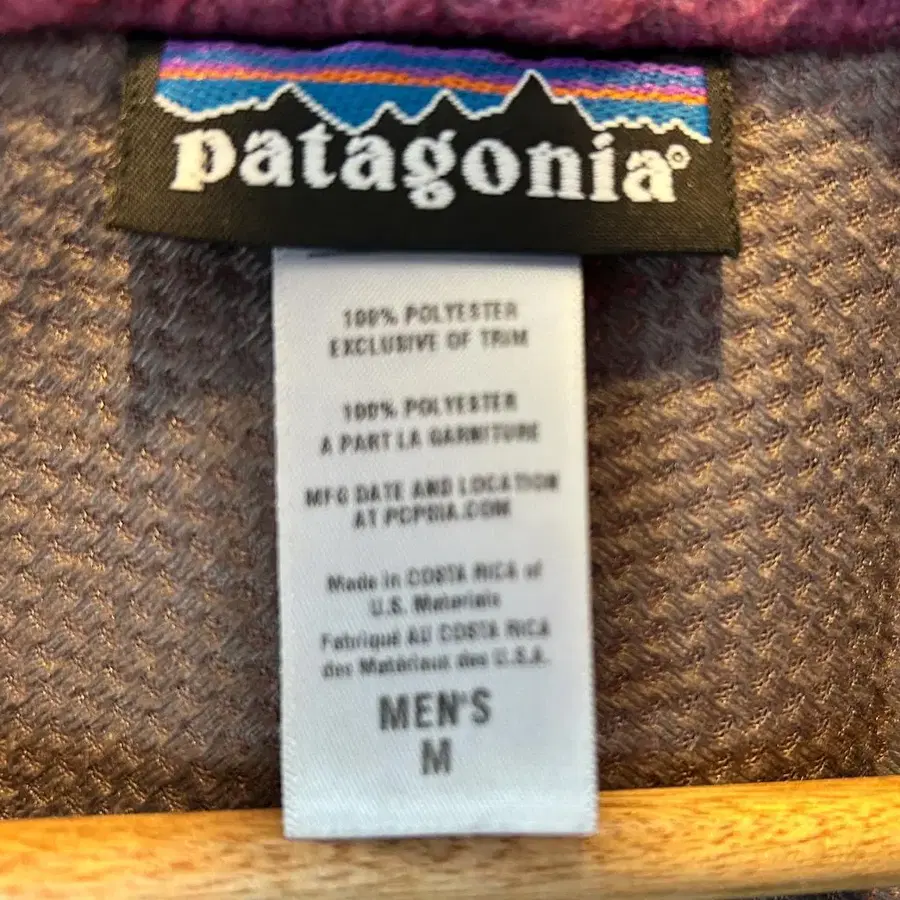 patagonia®
100% POLYESTER
EXCLUSIVE OF TRIM
100% POLYESTER
A PART LA GARNITURE
MFG DATE AND LOCATION
AT PCPSIA.COM
Made in COSTA RICA of
U.S. Materials
Fabriqué AU COSTA RICA
des Matériaux des U.S.A.
MEN'S
M